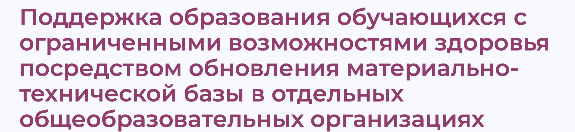 Поддержка образования обучающихся с
ограниченными возможностями здоровья
посредством обновления материально-
технической базы в отдельных
общеобразовательных организациях